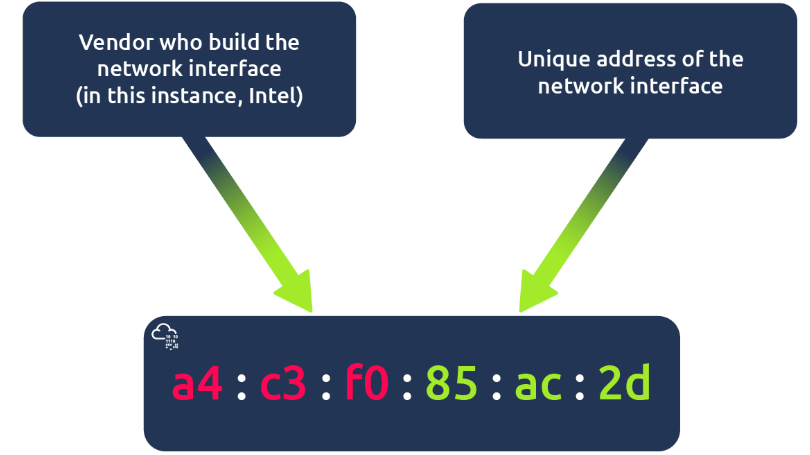 Vendor who build the
network interface
(in this instance, Intel)
Unique address of the
network interface
a4 : c3 : f0 : 85 : ac : 2d